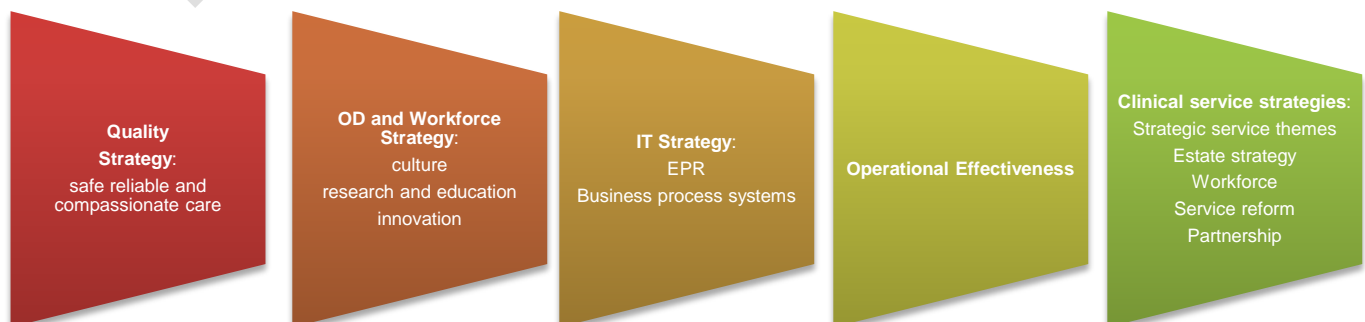 Quality
Strategy:
safe reliable and
compassionate care
OD and Workforce
Strategy:
culture
research and education
innovation
IT Strategy:
EPR
Business process systems
Operational Effectiveness
Clinical service strategies:
Strategic service themes
Estate strategy
Workforce
Service reform
Partnership